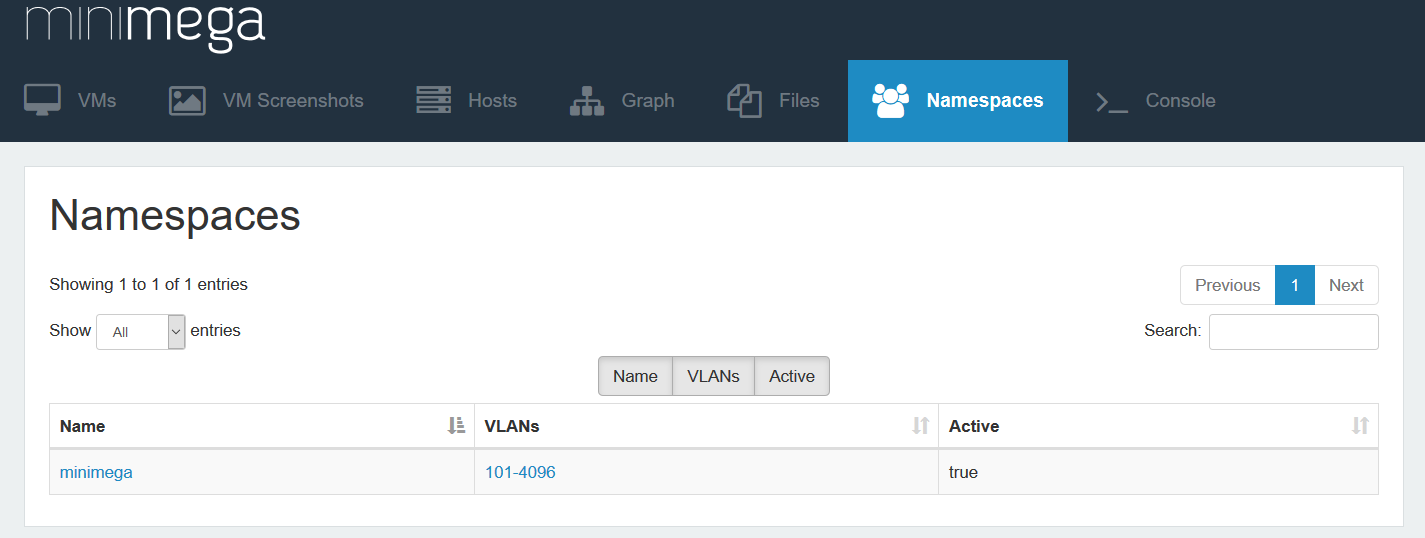 minimega
VMs VM Screenshots Hosts Graph Files Namespaces Console
Namespaces
Showing 1 to 1 of 1 entries
Previous 1 Next
Show All entries
Search:
Name VLANs Active
Name VLANs Active
minimega 101-4096 true